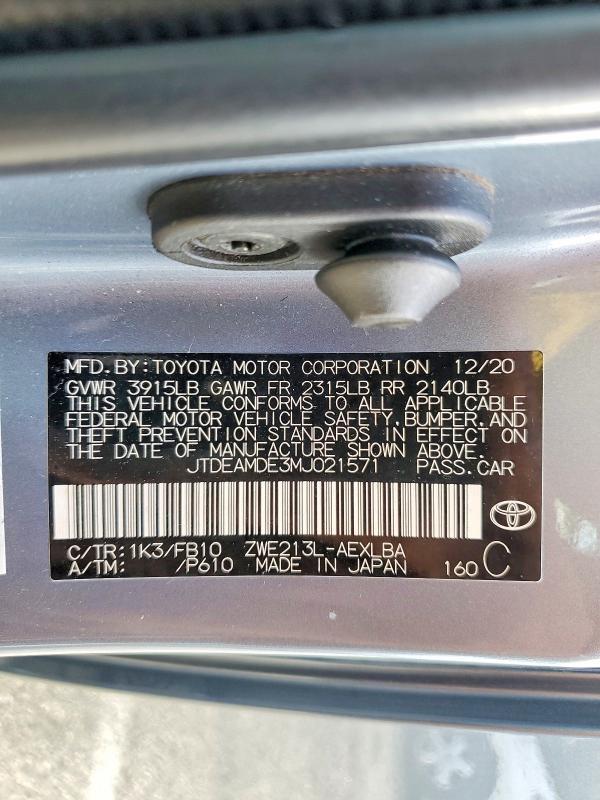 MFD. BY: TOYOTA MOTOR CORPORATION 12/20
GVWR 3915LB GAWR FR 2315LB RR 2140LB
THIS VEHICLE CONFORMS TO ALL APPLICABLE
FEDERAL MOTOR VEHICLE SAFETY, BUMPER, AND
THEFT PREVENTION STANDARDS IN EFFECT ON
THE DATE OF MANUFACTURE SHOWN ABOVE.
JTDEAMDE3MJ021571 PASS. CAR
C/TR: 1K3/FB10 ZWE213L-AEXLBA
A/TM: /P610 MADE IN JAPAN 160 C